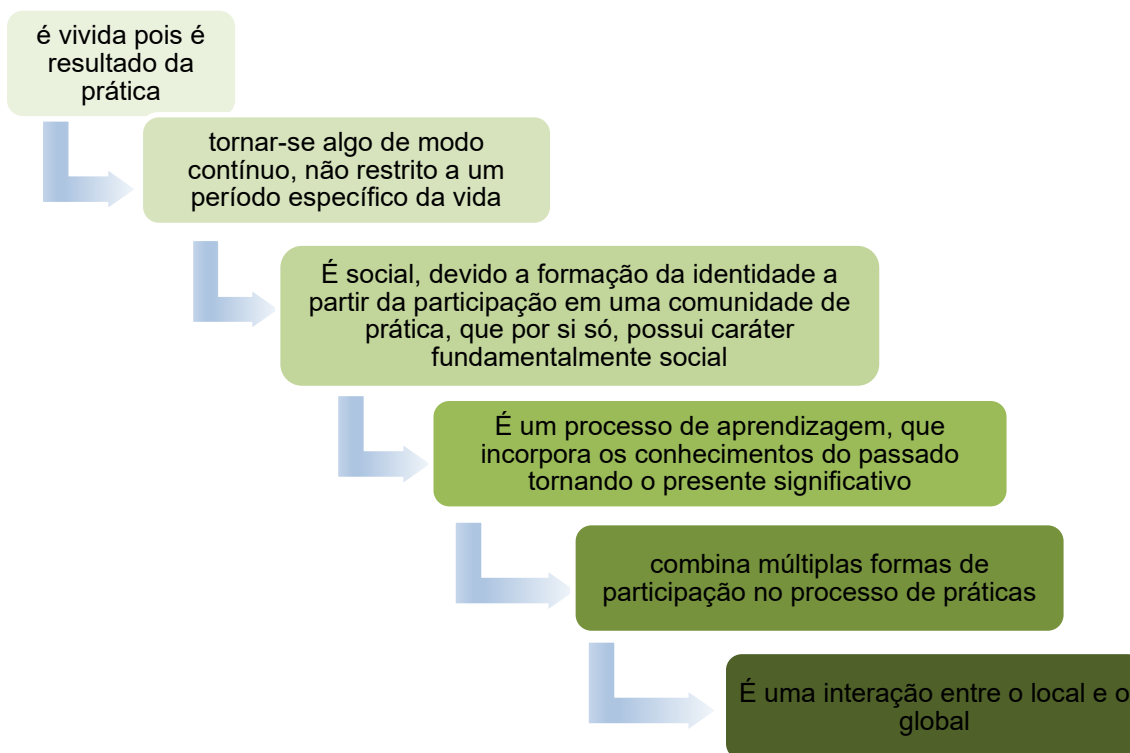 é vivida pois é
resultado da
prática
tornar-se algo de modo
contínuo, não restrito a um
período específico da vida
É social, devido a formação da identidade a
partir da participação em uma comunidade de
prática, que por si só, possui caráter
fundamentalmente social
É um processo de aprendizagem, que
incorpora os conhecimentos do passado
tornando o presente significativo
combina múltiplas formas de
participação no processo de práticas
É uma interação entre o local e o
global